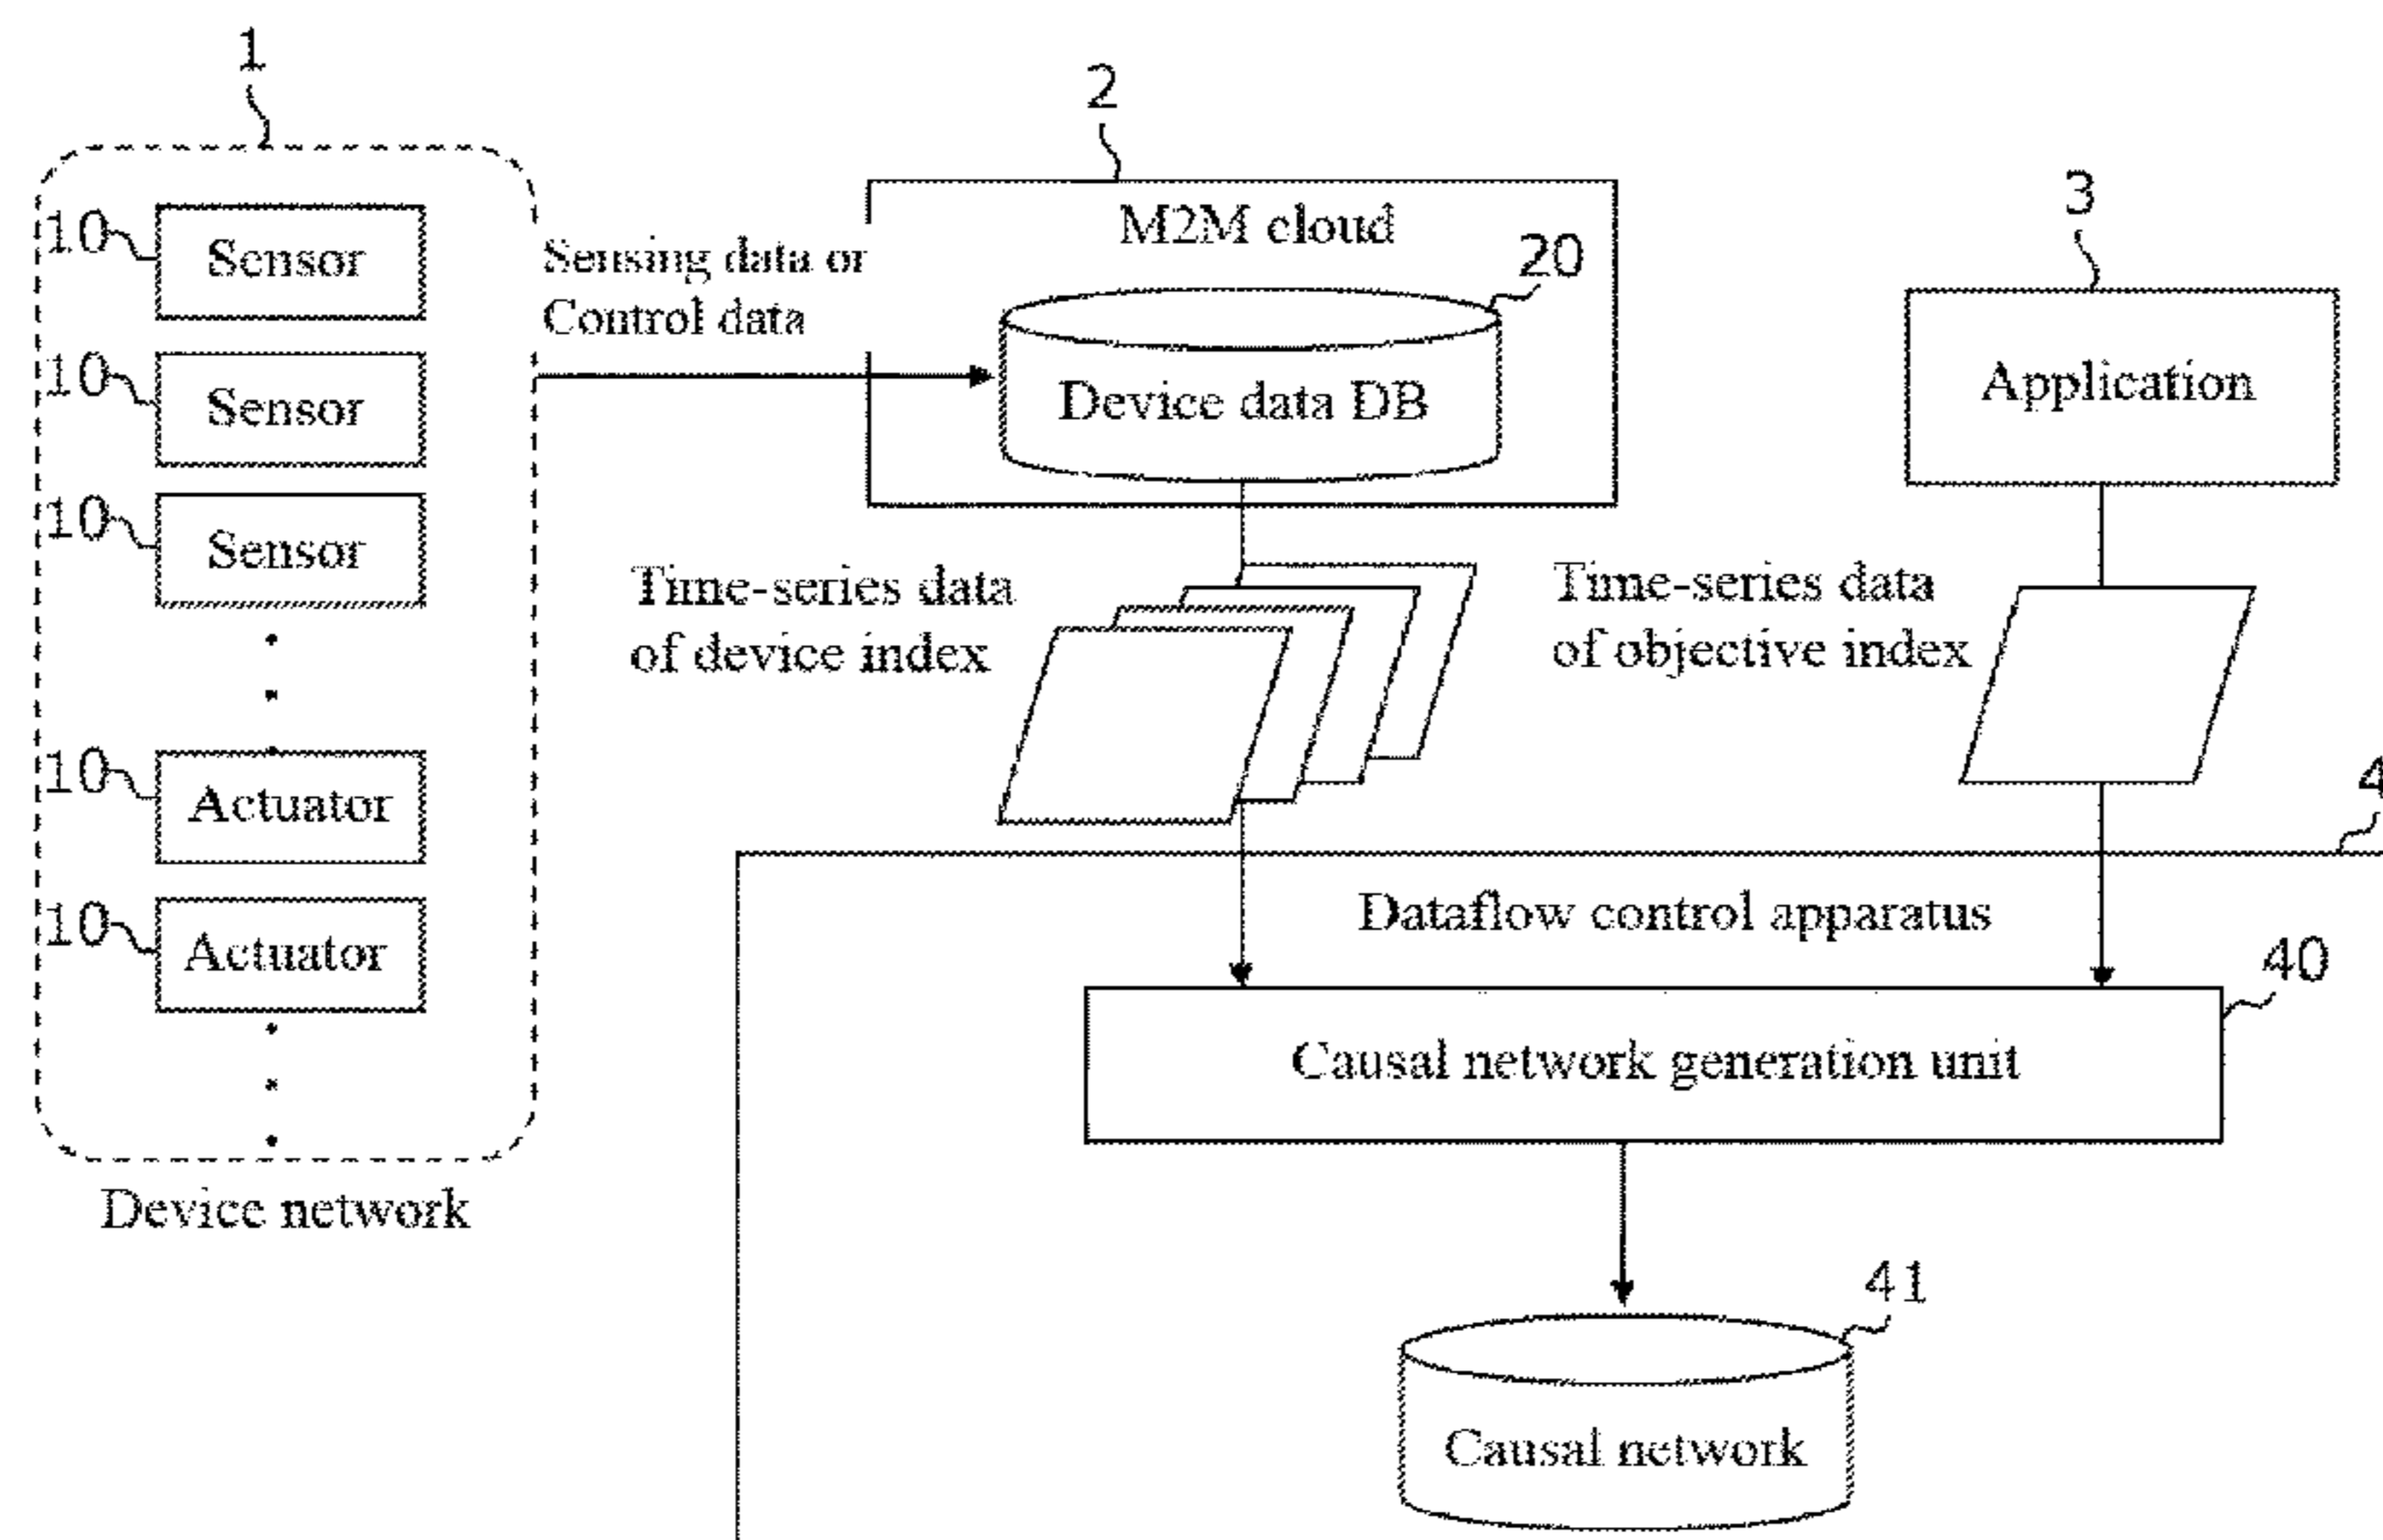 1
2
3
10
Sensor
10
Sensor
10
Sensor
10
Actuator
10
Actuator
Device network
Sensing data or
Control data
M2M cloud
20
Device data DB
Application
Time-series data
of device index
Time-series data
of objective index
4
Dataflow control apparatus
40
Causal network generation unit
41
Causal network